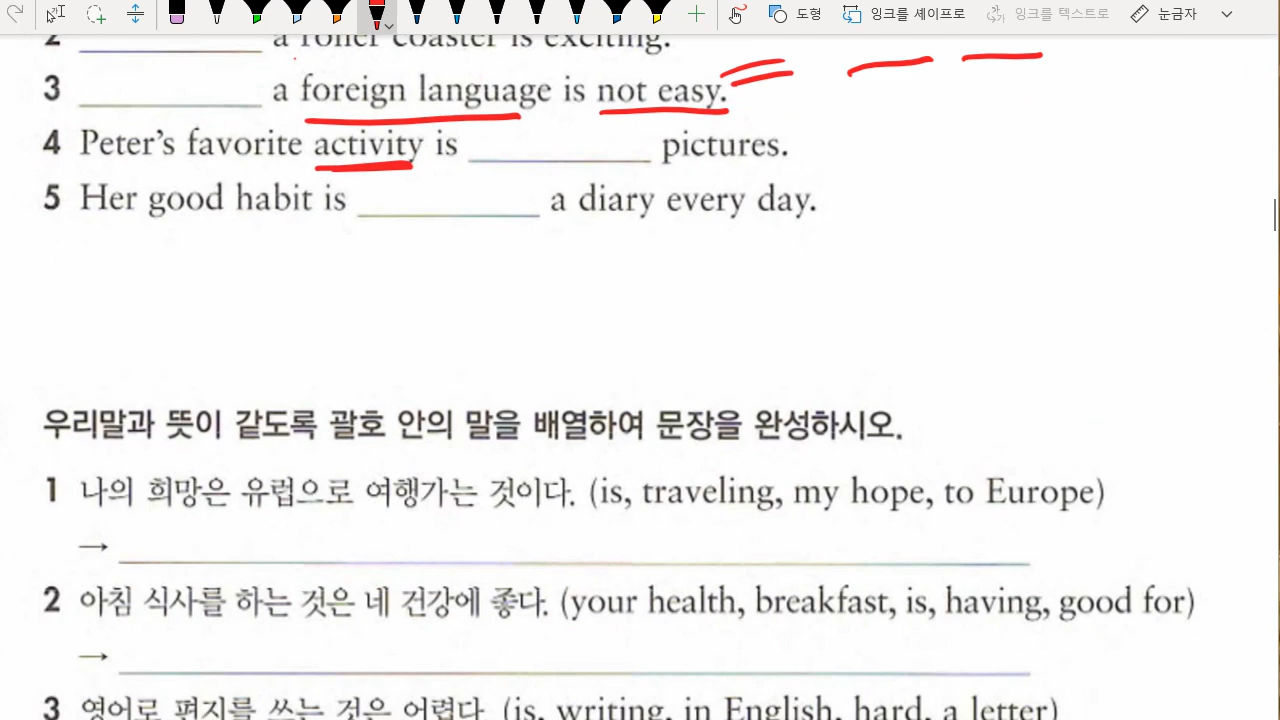 도형 잉크를 셰이프로 잉크를 텍스트로 눈금자
2 ________ a roller coaster is exciting.
3 ________ a foreign language is not easy.
4 Peter's favorite activity is ________ pictures.
5 Her good habit is ________ a diary every day.
우리말과 뜻이 같도록 괄호 안의 말을 배열하여 문장을 완성하시오.
1 나의 희망은 유럽으로 여행가는 것이다. (is, traveling, my hope, to Europe)
→ ________
2 아침 식사를 하는 것은 네 건강에 좋다. (your health, breakfast, is, having, good for)
→ ________
3 영어로 편지를 쓰는 것은 어렵다. (is, writing, in English, hard, a letter)